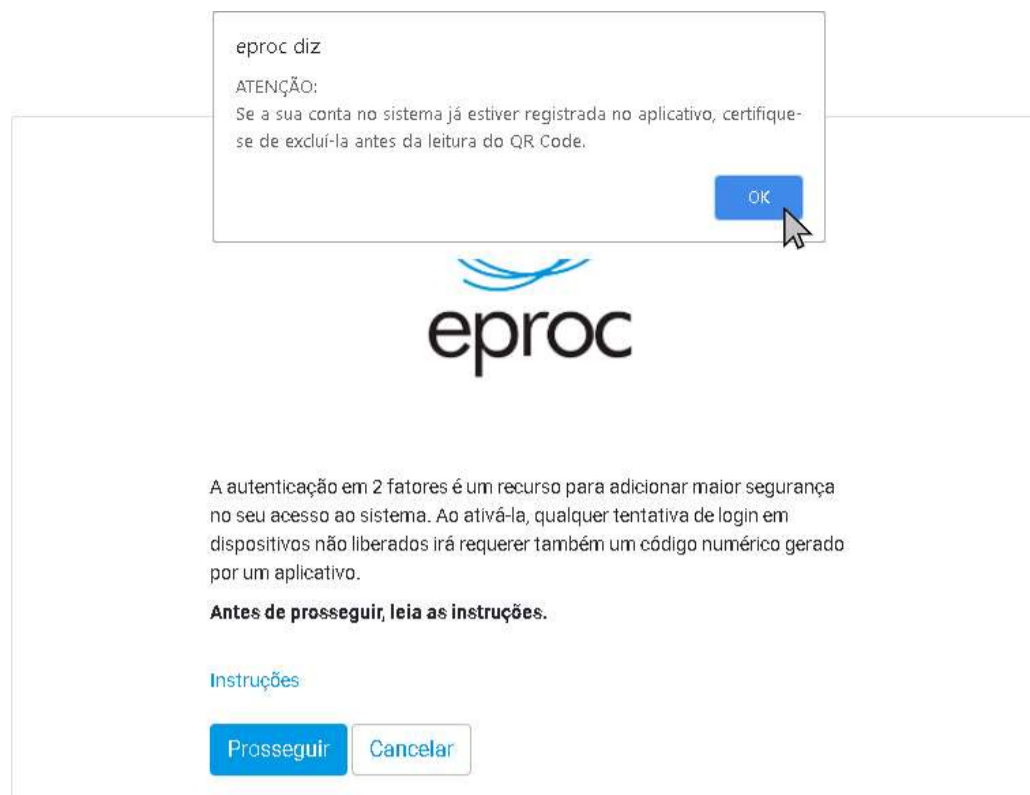 eproc diz
ATENÇÃO:
Se a sua conta no sistema já estiver registrada no aplicativo, certifique-
se de excluí-la antes da leitura do QR Code.
OK
eproc
A autenticação em 2 fatores é um recurso para adicionar maior segurança
no seu acesso ao sistema. Ao ativá-la, qualquer tentativa de login em
dispositivos não liberados irá requerer também um código numérico gerado
por um aplicativo.
Antes de prosseguir, leia as instruções.
Instruções
Prosseguir
Cancelar